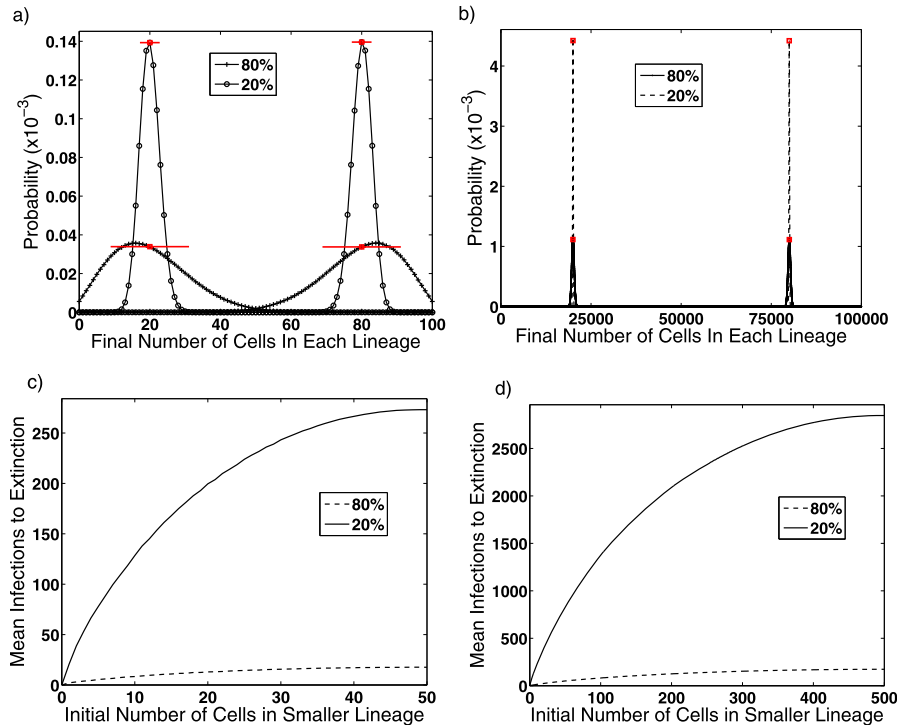 a)
Probability (x10⁻³)
0.14
0.12
0.1
0.08
0.06
0.04
0.02
0
80%
20%
0 20 40 60 80 100
Final Number of Cells In Each Lineage
b)
Probability (x10⁻³)
4
3
2
1
0
80%
20%
0 25000 50000 75000 100000
Final Number of Cells In Each Lineage
c)
Mean Infections to Extinction
250
200
150
100
50
0
80%
20%
0 10 20 30 40 50
Initial Number of Cells in Smaller Lineage
d)
Mean Infections to Extinction
2500
2000
1500
1000
500
0
80%
20%
0 100 200 300 400 500
Initial Number of Cells in Smaller Lineage